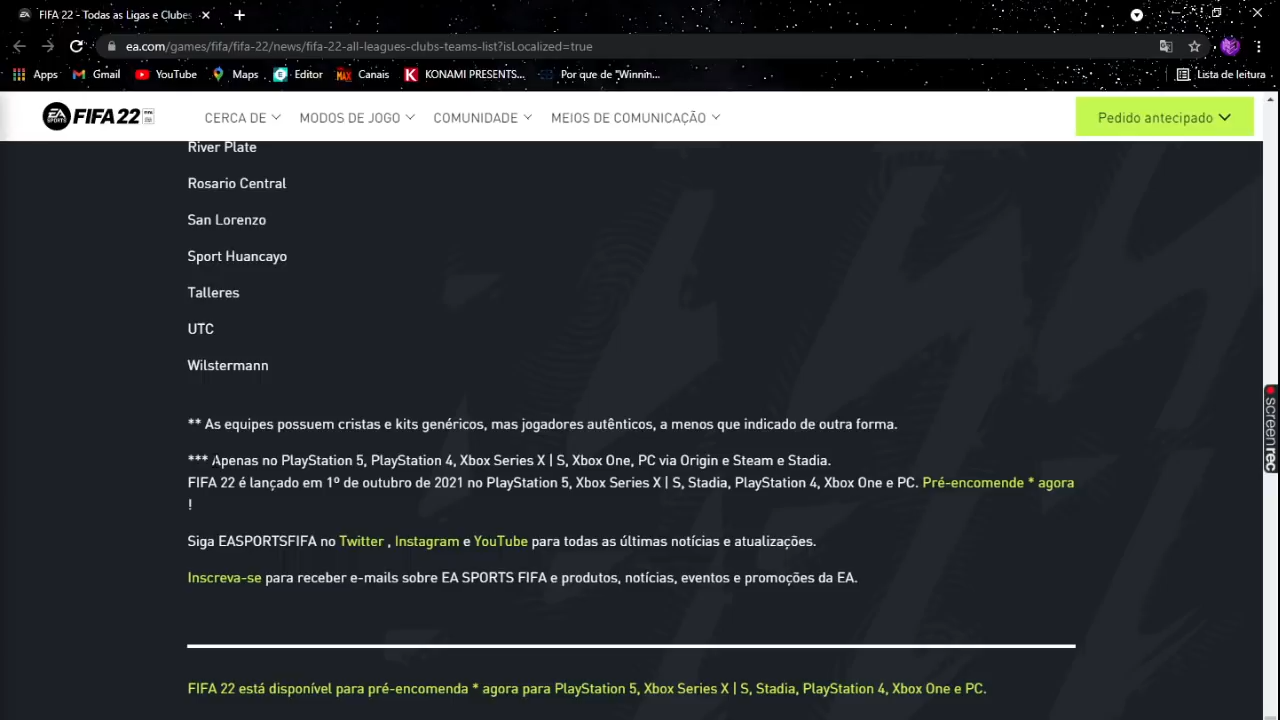 FIFA 22 - Todas as Ligas e Clubes
ea.com/games/fifa/fifa-22/news/fifa-22-all-leagues-clubs-teams-list?isLocalized=true
Apps Gmail YouTube Maps Editor Canais KONAMI PRESENTS... Por que de "Winnin... Lista de leitura
EA SPORTS FIFA 22 CERCA DE MODOS DE JOGO COMUNIDADE MEIOS DE COMUNICAÇÃO Pedido antecipado
River Plate
Rosario Central
San Lorenzo
Sport Huancayo
Talleres
UTC
Wilstermann
** As equipes possuem cristas e kits genéricos, mas jogadores autênticos, a menos que indicado de outra forma.
*** Apenas no PlayStation 5, PlayStation 4, Xbox Series X | S, Xbox One, PC via Origin e Steam e Stadia.
FIFA 22 é lançado em 1º de outubro de 2021 no PlayStation 5, Xbox Series X | S, Stadia, PlayStation 4, Xbox One e PC. Pré-encomende * agora
!
Siga EASPORTSFIFA no Twitter , Instagram e YouTube para todas as últimas notícias e atualizações.
Inscreva-se para receber e-mails sobre EA SPORTS FIFA e produtos, notícias, eventos e promoções da EA.
FIFA 22 está disponível para pré-encomenda * agora para PlayStation 5, Xbox Series X | S, Stadia, PlayStation 4, Xbox One e PC.
screenrec